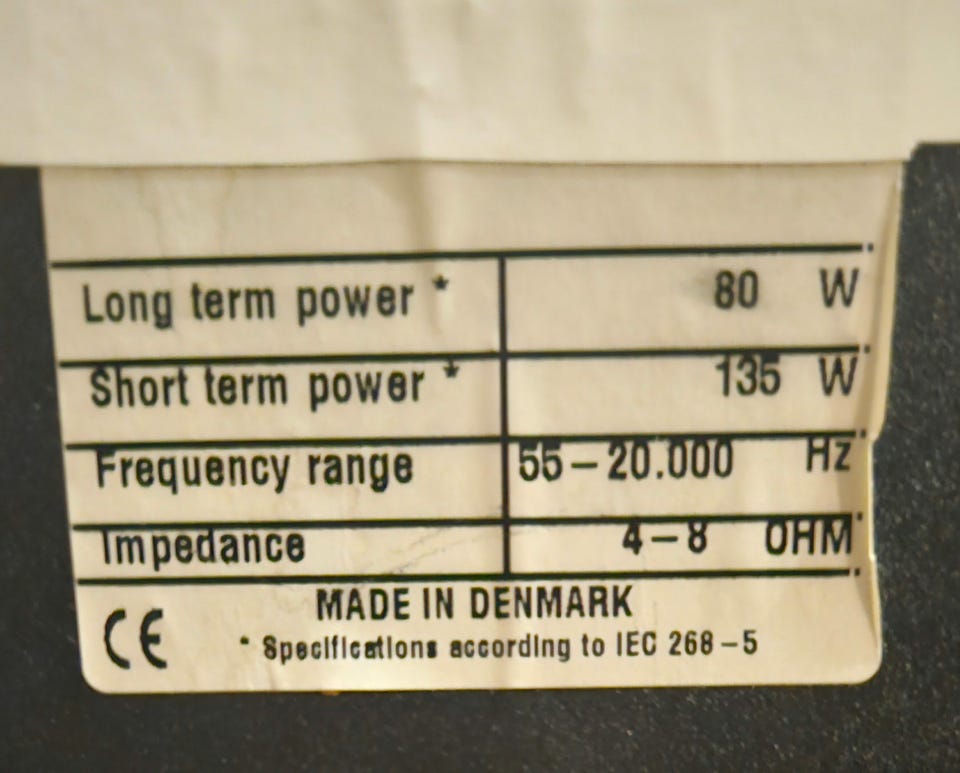 Long term power * 80 W
Short term power * 135 W
Frequency range 55-20.000 Hz
Impedance 4-8 OHM
MADE IN DENMARK
CE * Specifications according to IEC 268-5